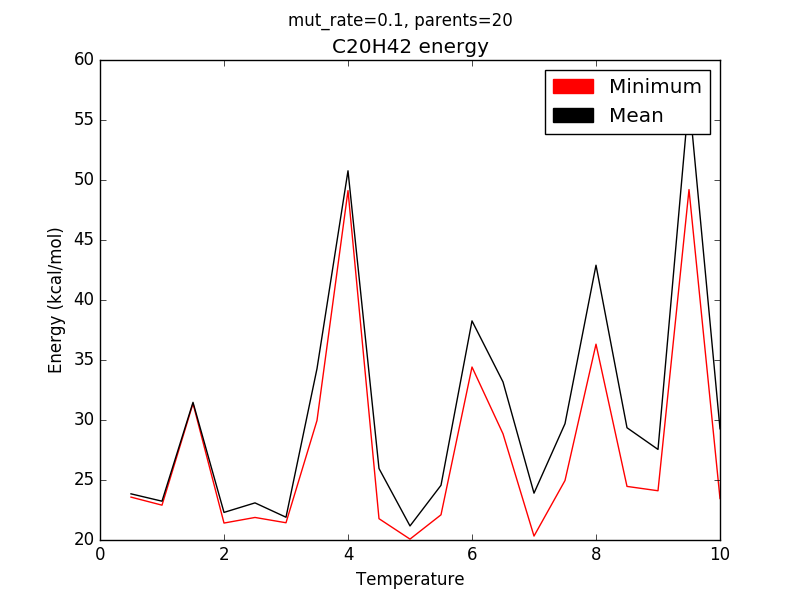 mut_rate=0.1, parents=20
C20H42 energy
Minimum
Mean
Energy (kcal/mol)
60
55
50
45
40
35
30
25
20
0 2 4 6 8 10
Temperature